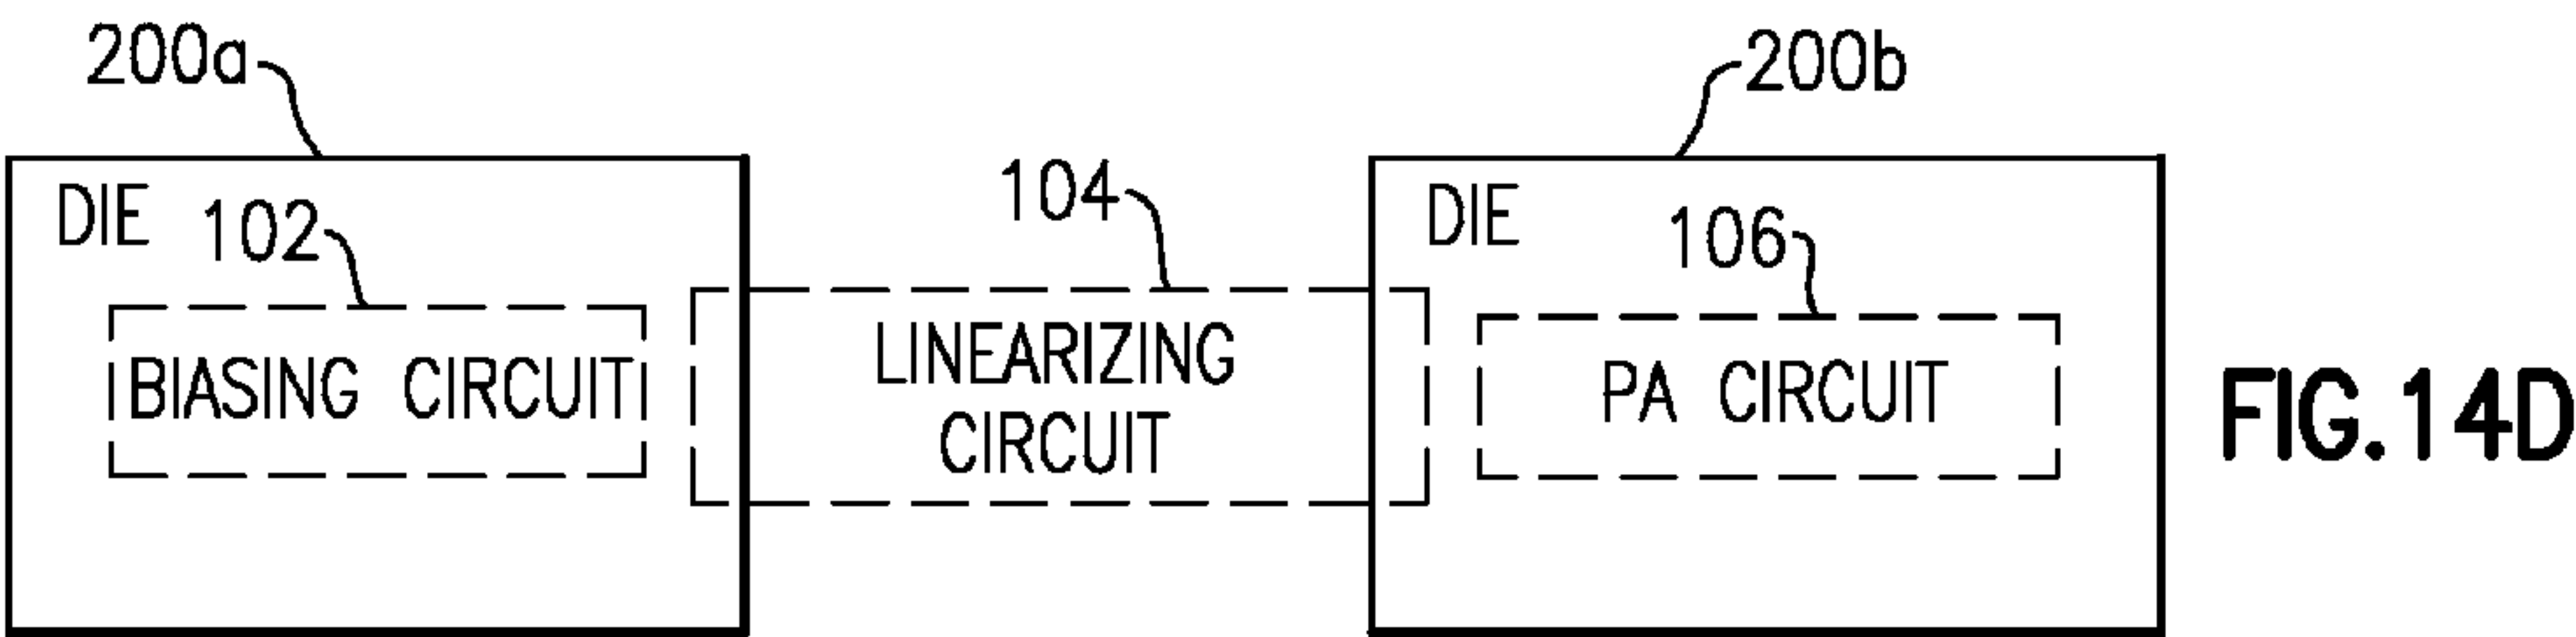 200a
200b
DIE
102
104
DIE
106
BIASING CIRCUIT
LINEARIZING
CIRCUIT
PA CIRCUIT
FIG.14D